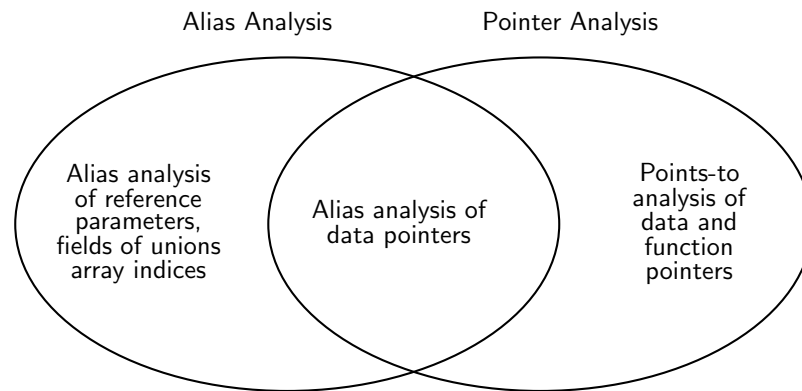 Alias Analysis
Pointer Analysis
Alias analysis
of reference
parameters,
fields of unions
array indices
Alias analysis of
data pointers
Points-to
analysis of
data and
function
pointers